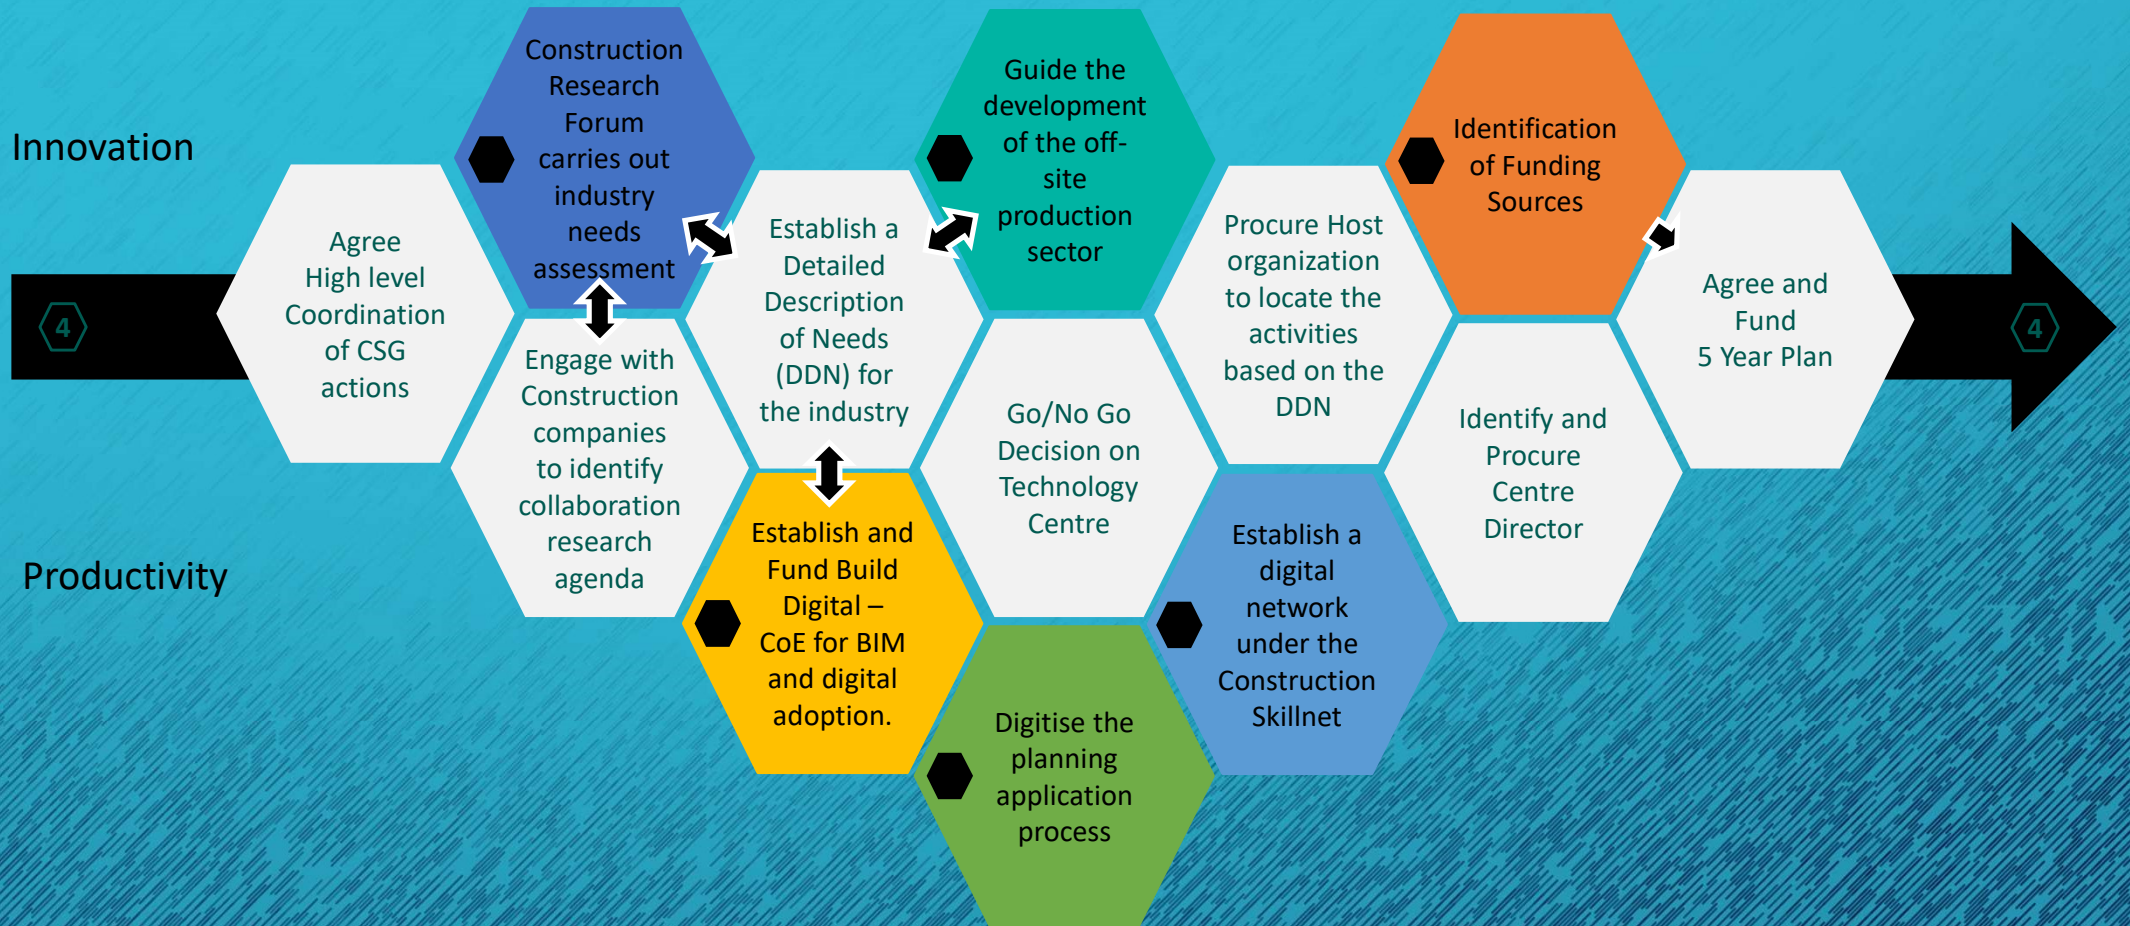 Innovation
Productivity
4
Agree
High level
Coordination
of CSG
actions
Construction
Research
Forum
carries out
industry
needs
assessment
Engage with
Construction
companies
to identify
collaboration
research
agenda
Establish a
Detailed
Description
of Needs
(DDN) for
the industry
Establish and
Fund Build
Digital –
CoE for BIM
and digital
adoption.
Guide the
development
of the off-
site
production
sector
Go/No Go
Decision on
Technology
Centre
Digitise the
planning
application
process
Procure Host
organization
to locate the
activities
based on the
DDN
Establish a
digital
network
under the
Construction
Skillnet
Identification
of Funding
Sources
Identify and
Procure
Centre
Director
Agree and
Fund
5 Year Plan
4